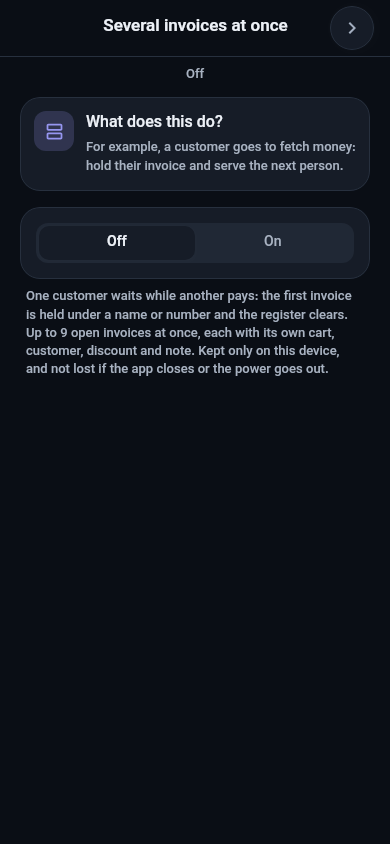 Several invoices at once
Off
What does this do?
For example, a customer goes to fetch money:
hold their invoice and serve the next person.
Off
On
One customer waits while another pays: the first invoice
is held under a name or number and the register clears.
Up to 9 open invoices at once, each with its own cart,
customer, discount and note. Kept only on this device,
and not lost if the app closes or the power goes out.